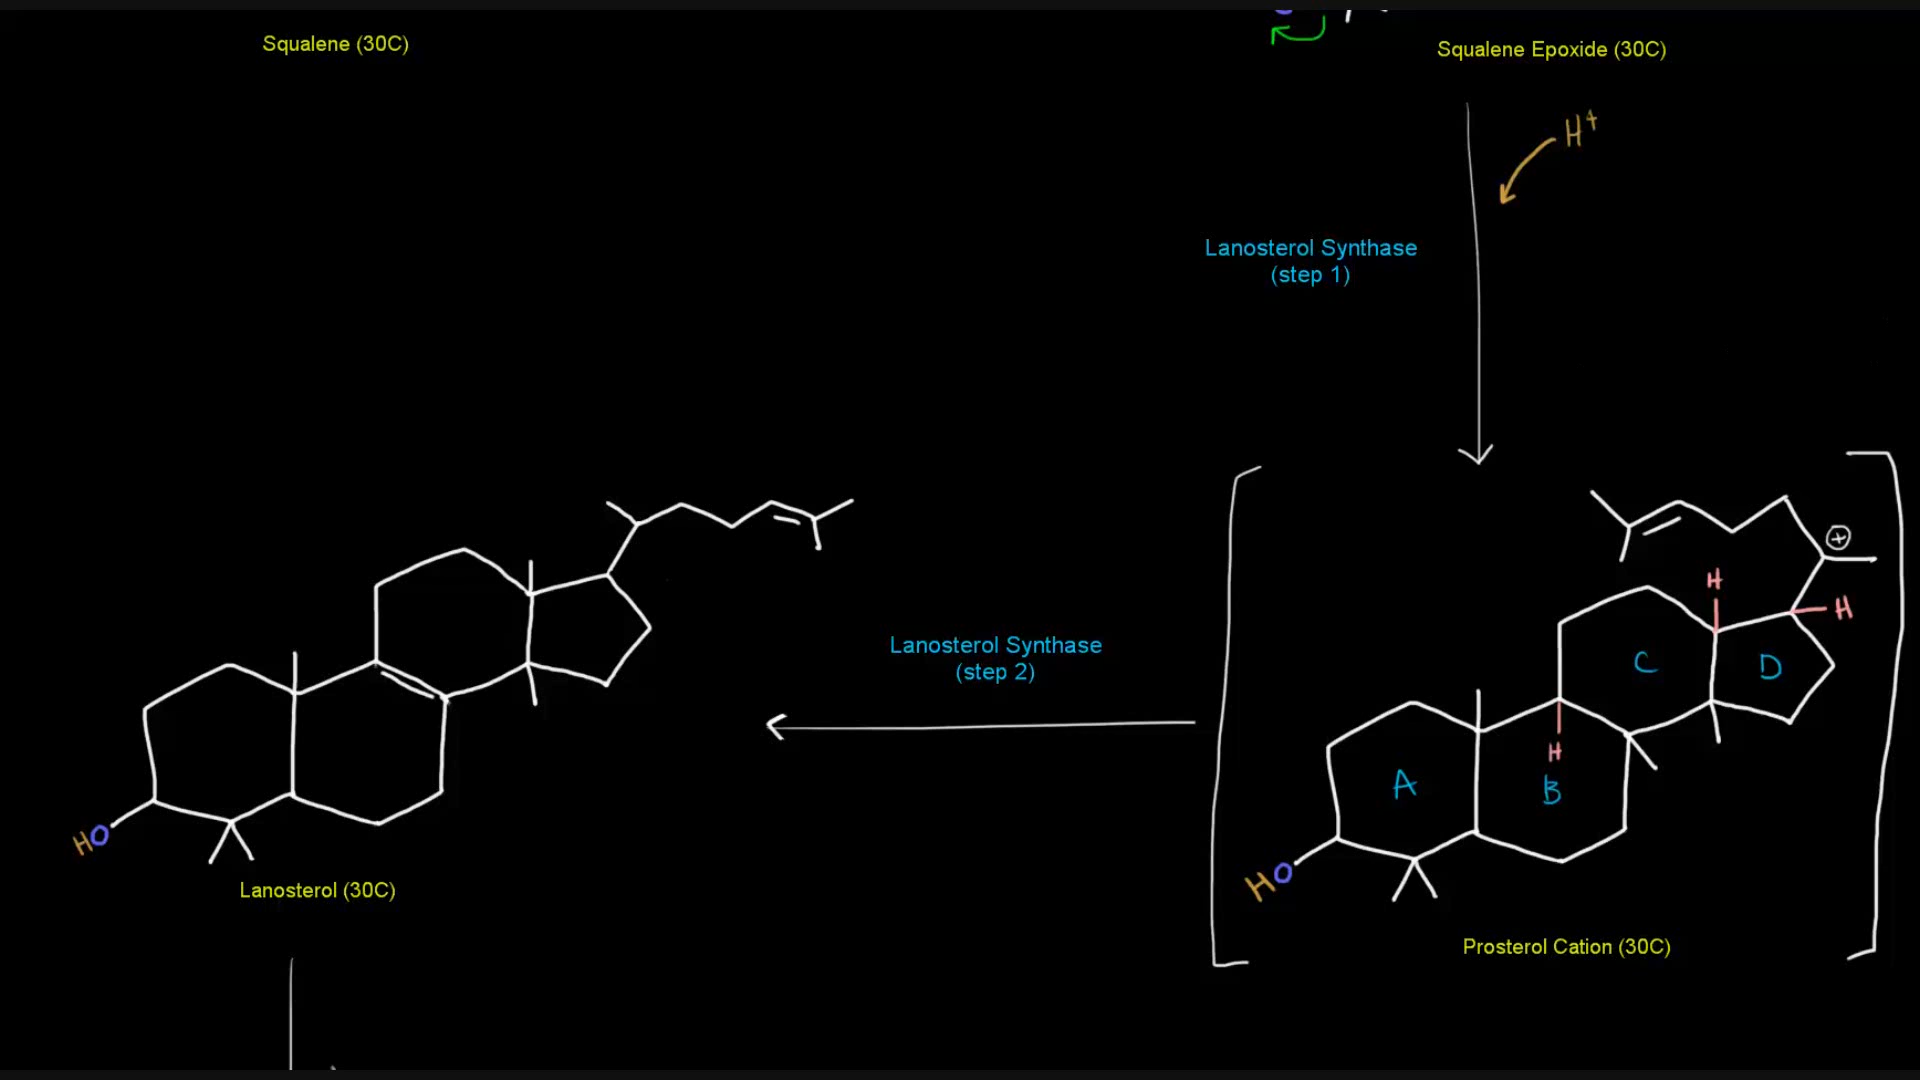 Squalene (30C)
Squalene Epoxide (30C)
H+
Lanosterol Synthase
(step 1)
H
H
C
D
Lanosterol Synthase
(step 2)
H
A
B
HO
HO
Lanosterol (30C)
Prosterol Cation (30C)